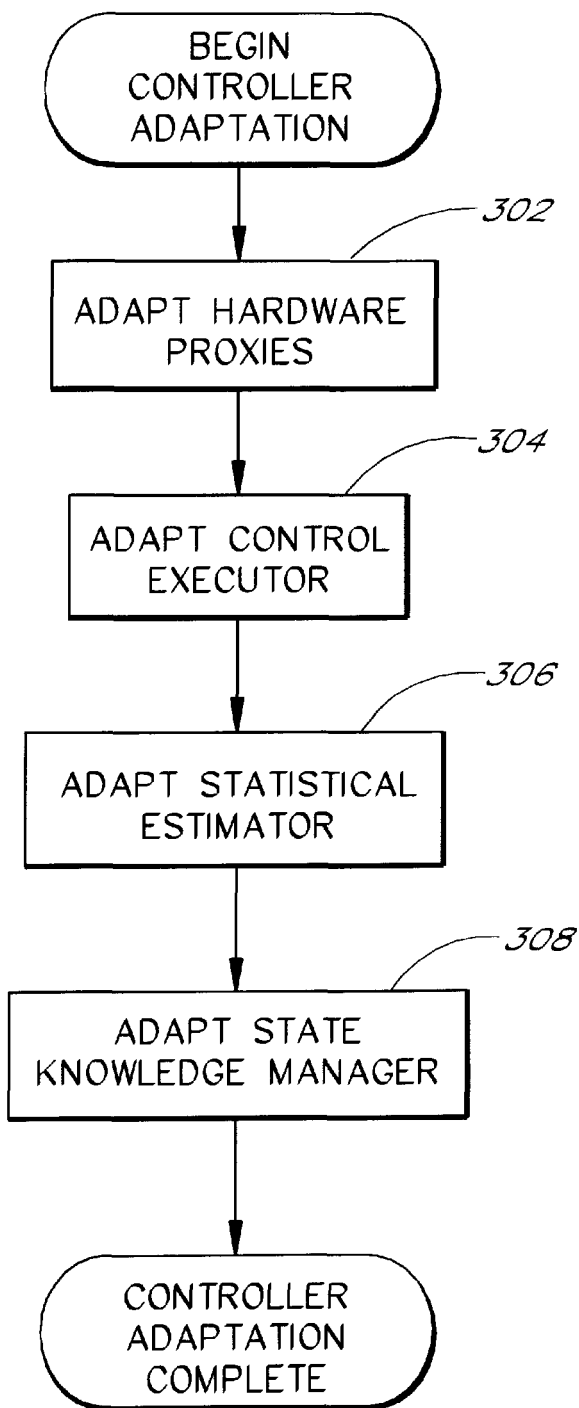 BEGIN
CONTROLLER
ADAPTATION
302
ADAPT HARDWARE
PROXIES
304
ADAPT CONTROL
EXECUTOR
306
ADAPT STATISTICAL
ESTIMATOR
308
ADAPT STATE
KNOWLEDGE MANAGER
CONTROLLER
ADAPTATION
COMPLETE